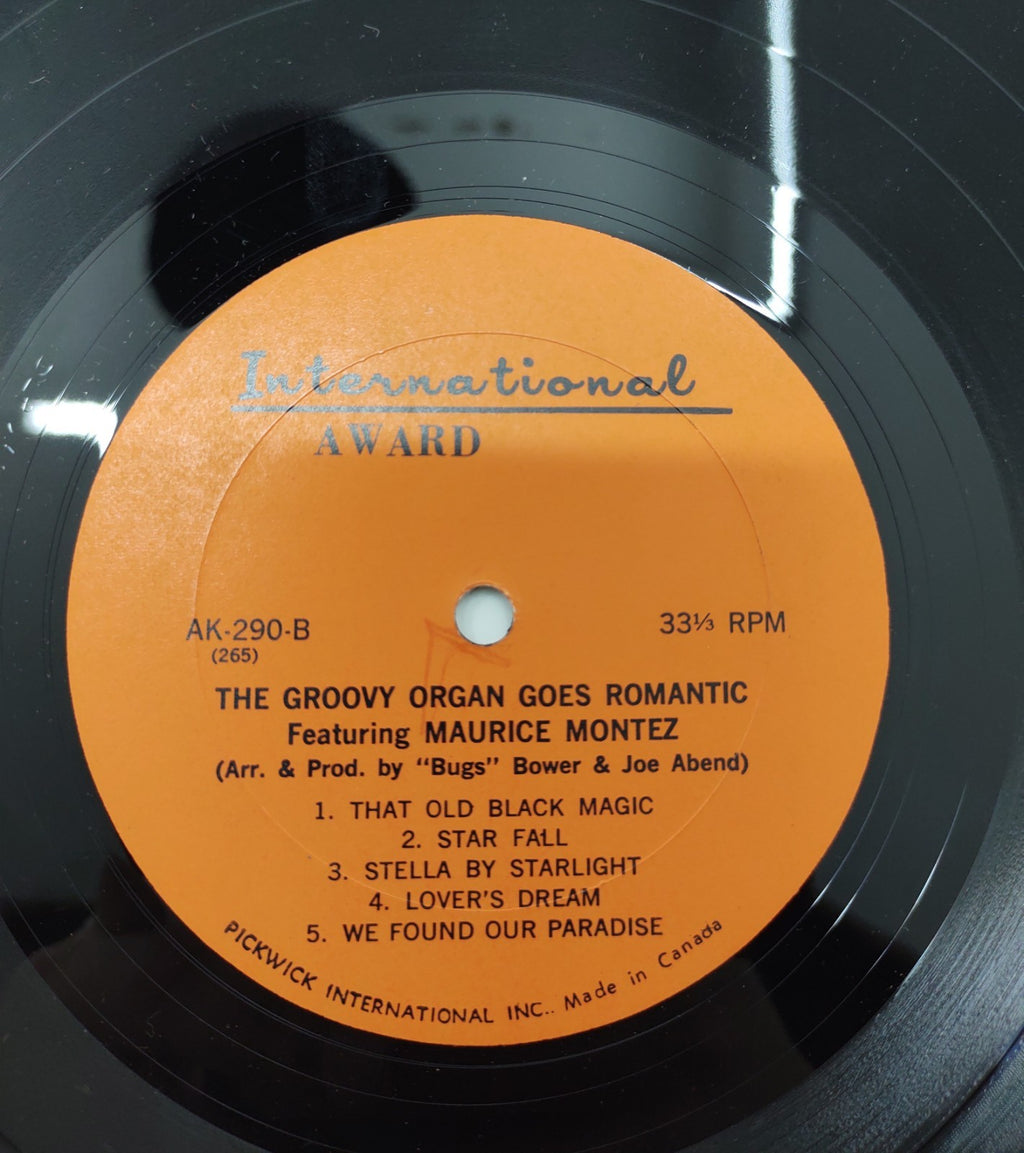 International
AWARD
AK-290-B
33⅓ RPM
(265)
THE GROOVY ORGAN GOES ROMANTIC
Featuring MAURICE MONTEZ
(Arr. & Prod. by "Bugs" Bower & Joe Abend)
1. THAT OLD BLACK MAGIC
2. STAR FALL
3. STELLA BY STARLIGHT
4. LOVER'S DREAM
5. WE FOUND OUR PARADISE
PICKWICK INTERNATIONAL INC.. Made in Canada